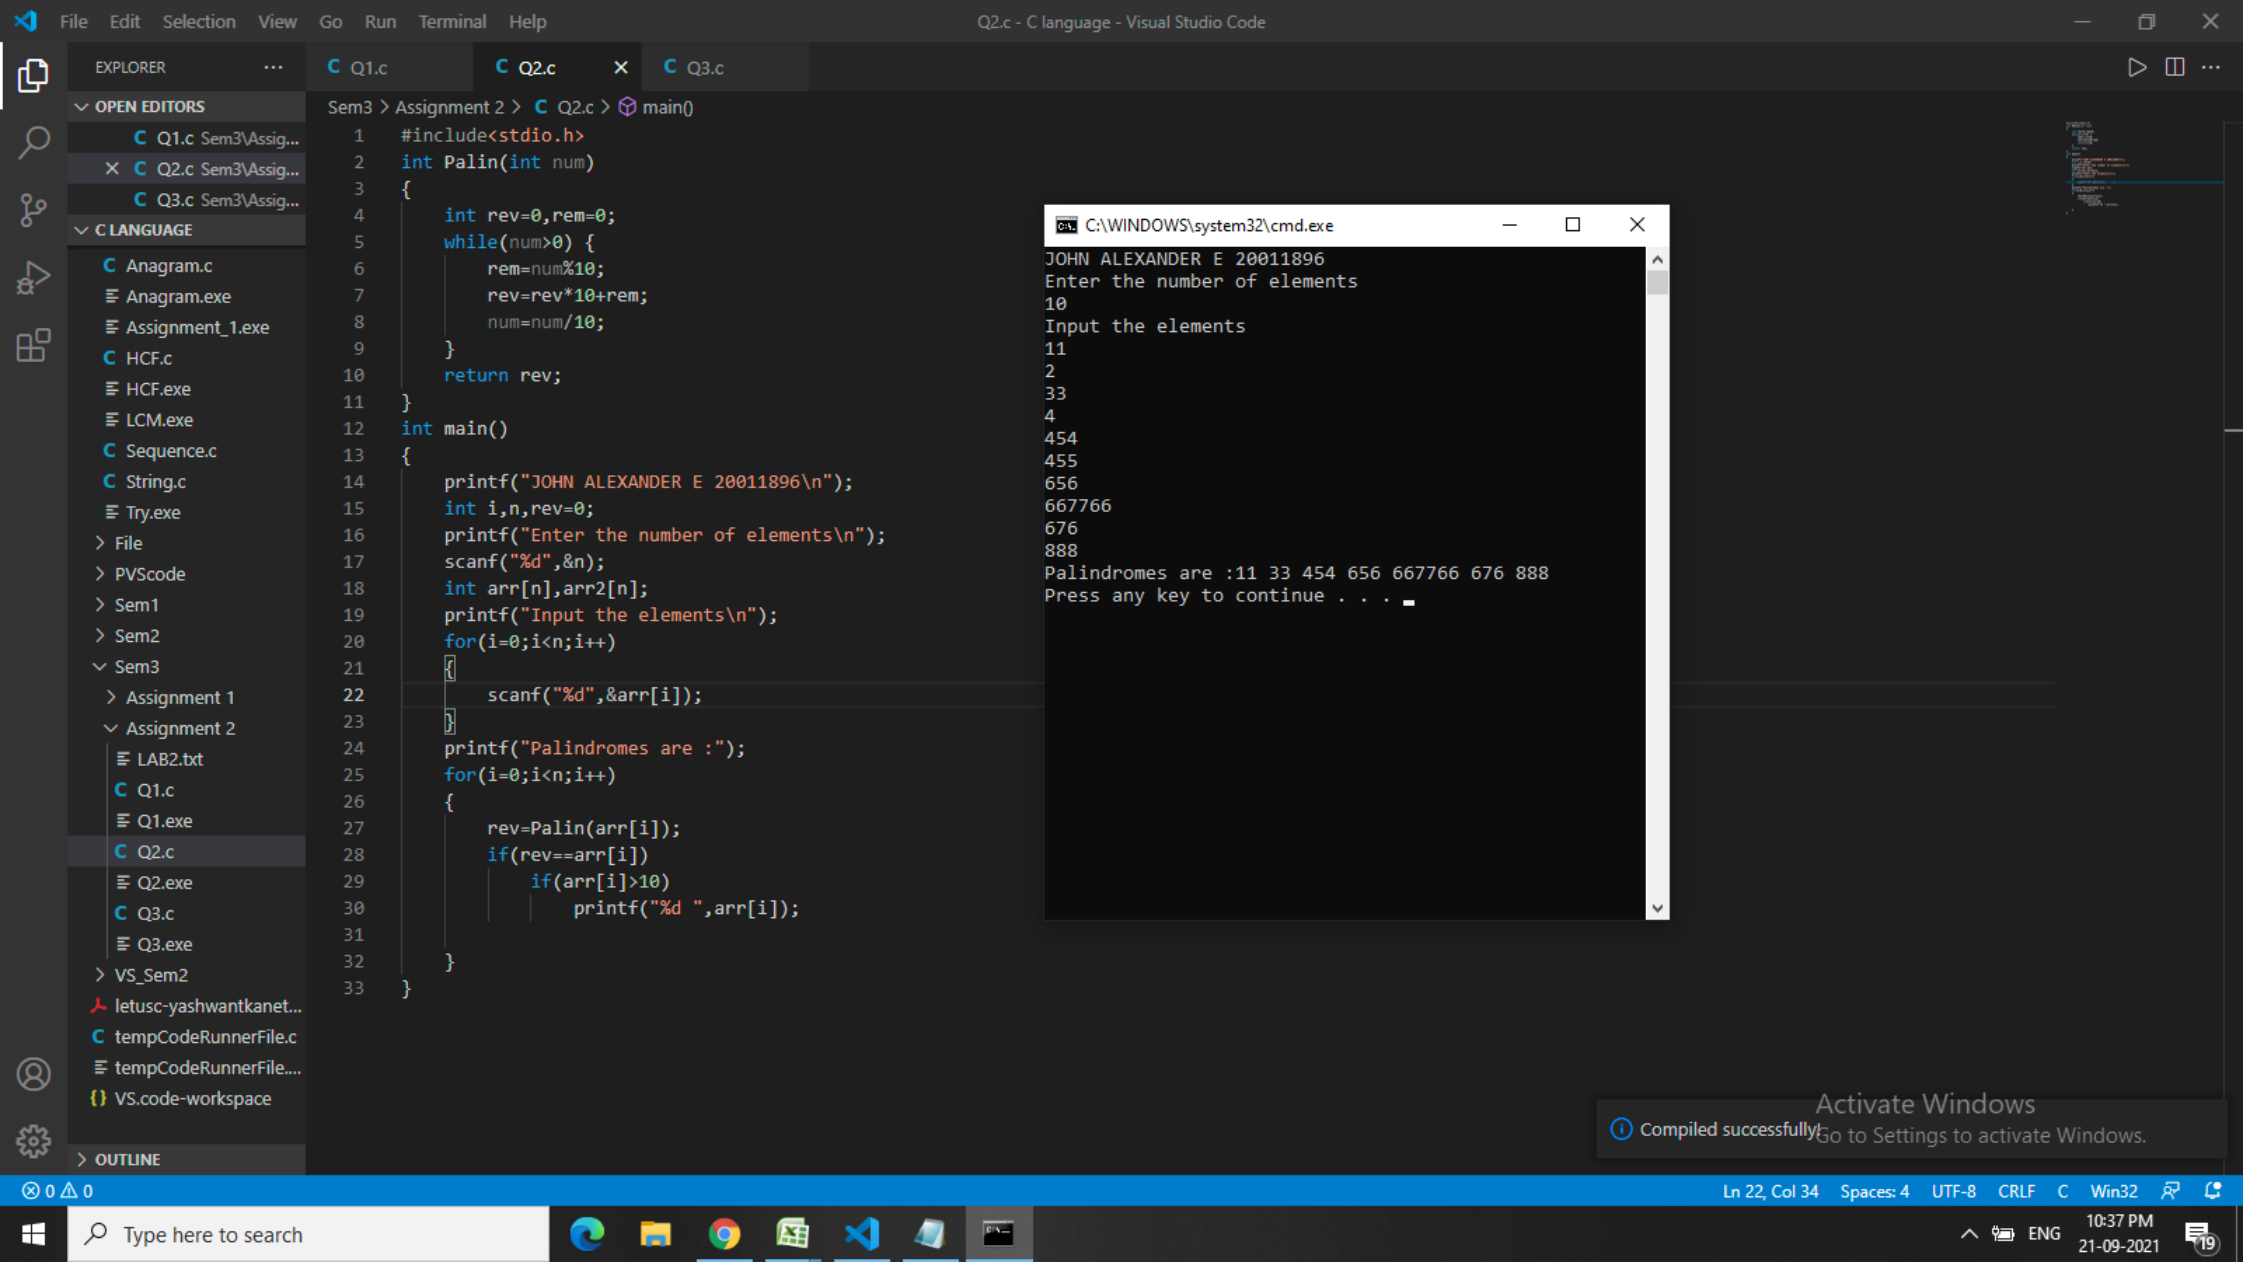 File Edit Selection View Go Run Terminal Help
Q2.c - C language - Visual Studio Code
EXPLORER
Q1.c
Q2.c
Q3.c
OPEN EDITORS
Q1.c Sem3\Assig...
Q2.c Sem3\Assig...
Q3.c Sem3\Assig...
C LANGUAGE
Anagram.c
Anagram.exe
Assignment_1.exe
HCF.c
HCF.exe
LCM.exe
Sequence.c
String.c
Try.exe
File
PVScode
Sem1
Sem2
Sem3
Assignment 1
Assignment 2
LAB2.txt
Q1.c
Q1.exe
Q2.c
Q2.exe
Q3.c
Q3.exe
VS_Sem2
letusc-yashwantkanet...
tempCodeRunnerFile.c
tempCodeRunnerFile....
VS.code-workspace
OUTLINE
Sem3 > Assignment 2 > C Q2.c > main()
1 #include<stdio.h>
2 int Palin(int num)
3 {
4 int rev=0,rem=0;
5 while(num>0) {
6 rem=num%10;
7 rev=rev*10+rem;
8 num=num/10;
9 }
10 return rev;
11 }
12 int main()
13 {
14 printf("JOHN ALEXANDER E 20011896\n");
15 int i,n,rev=0;
16 printf("Enter the number of elements\n");
17 scanf("%d",&n);
18 int arr[n],arr2[n];
19 printf("Input the elements\n");
20 for(i=0;i<n;i++)
21 {
22 scanf("%d",&arr[i]);
23 }
24 printf("Palindromes are :");
25 for(i=0;i<n;i++)
26 {
27 rev=Palin(arr[i]);
28 if(rev==arr[i])
29 if(arr[i]>10)
30 printf("%d ",arr[i]);
31
32 }
33 }
C:\WINDOWS\system32\cmd.exe
JOHN ALEXANDER E 20011896
Enter the number of elements
10
Input the elements
11
2
33
4
454
455
656
667766
676
888
Palindromes are :11 33 454 656 667766 676 888
Press any key to continue . . .
Activate Windows
Go to Settings to activate Windows.
Compiled successfully!
0 0
Ln 22, Col 34 Spaces: 4 UTF-8 CRLF C Win32
Type here to search
ENG
10:37 PM
21-09-2021
19